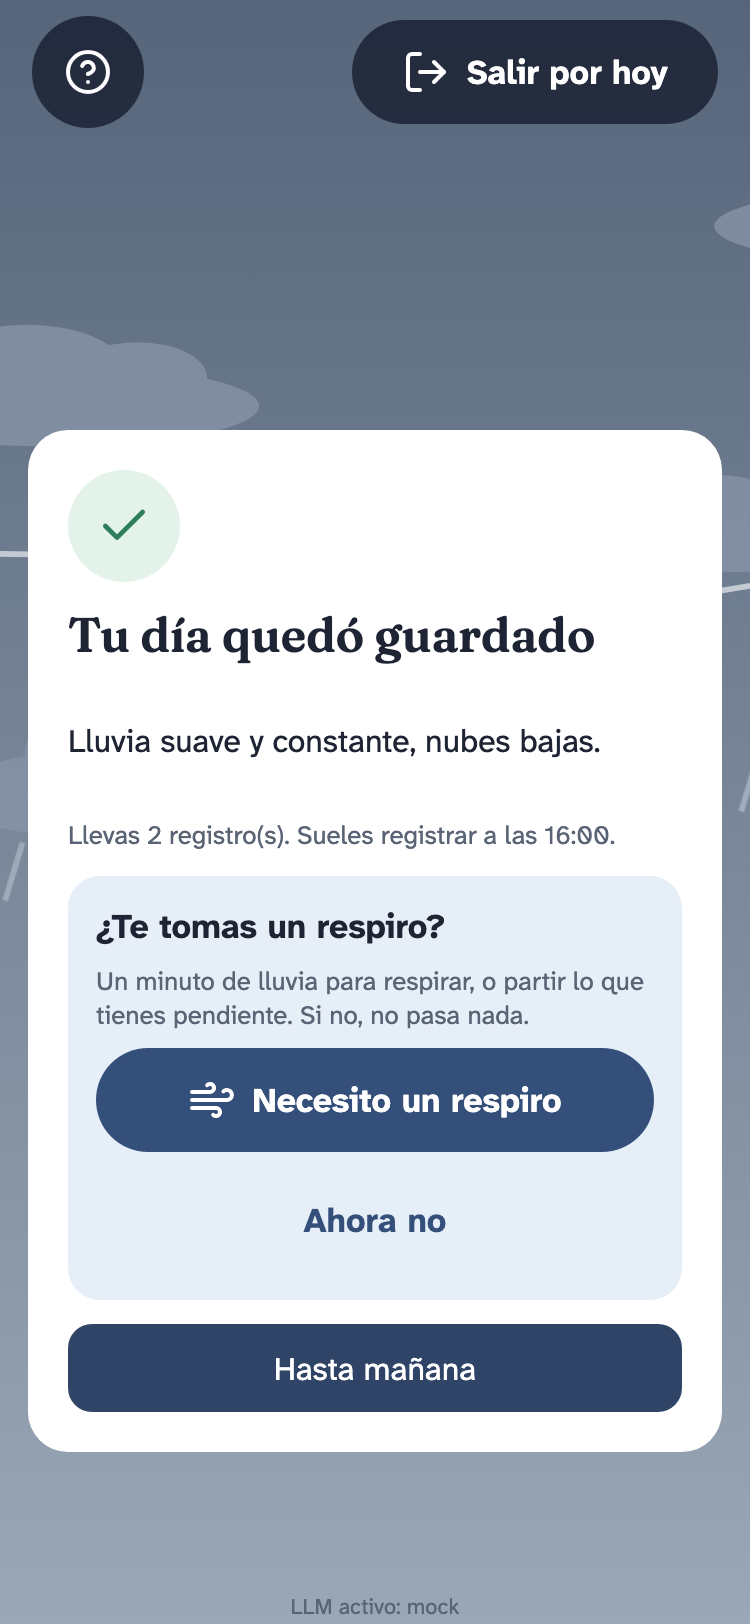 Salir por hoy
Tu día quedó guardado
Lluvia suave y constante, nubes bajas.
Llevas 2 registro(s). Sueles registrar a las 16:00.
¿Te tomas un respiro?
Un minuto de lluvia para respirar, o partir lo que
tienes pendiente. Si no, no pasa nada.
Necesito un respiro
Ahora no
Hasta mañana
LLM activo: mock